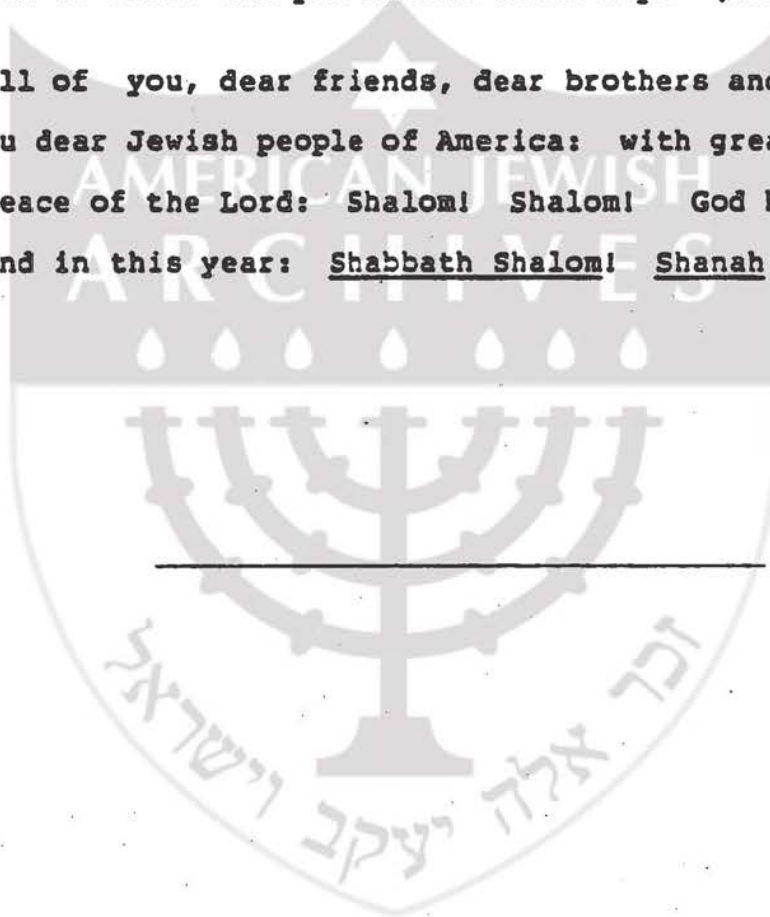 ll of you, dear friends, dear brothers and
u dear Jewish people of America: with grea
eace of the Lord: Shalom! Shalom! God
nd in this year: Shabbath Shalom! Shanah
AMERICAN JEWISH
ARCHIVES
זכר אלה יעקב וישראל